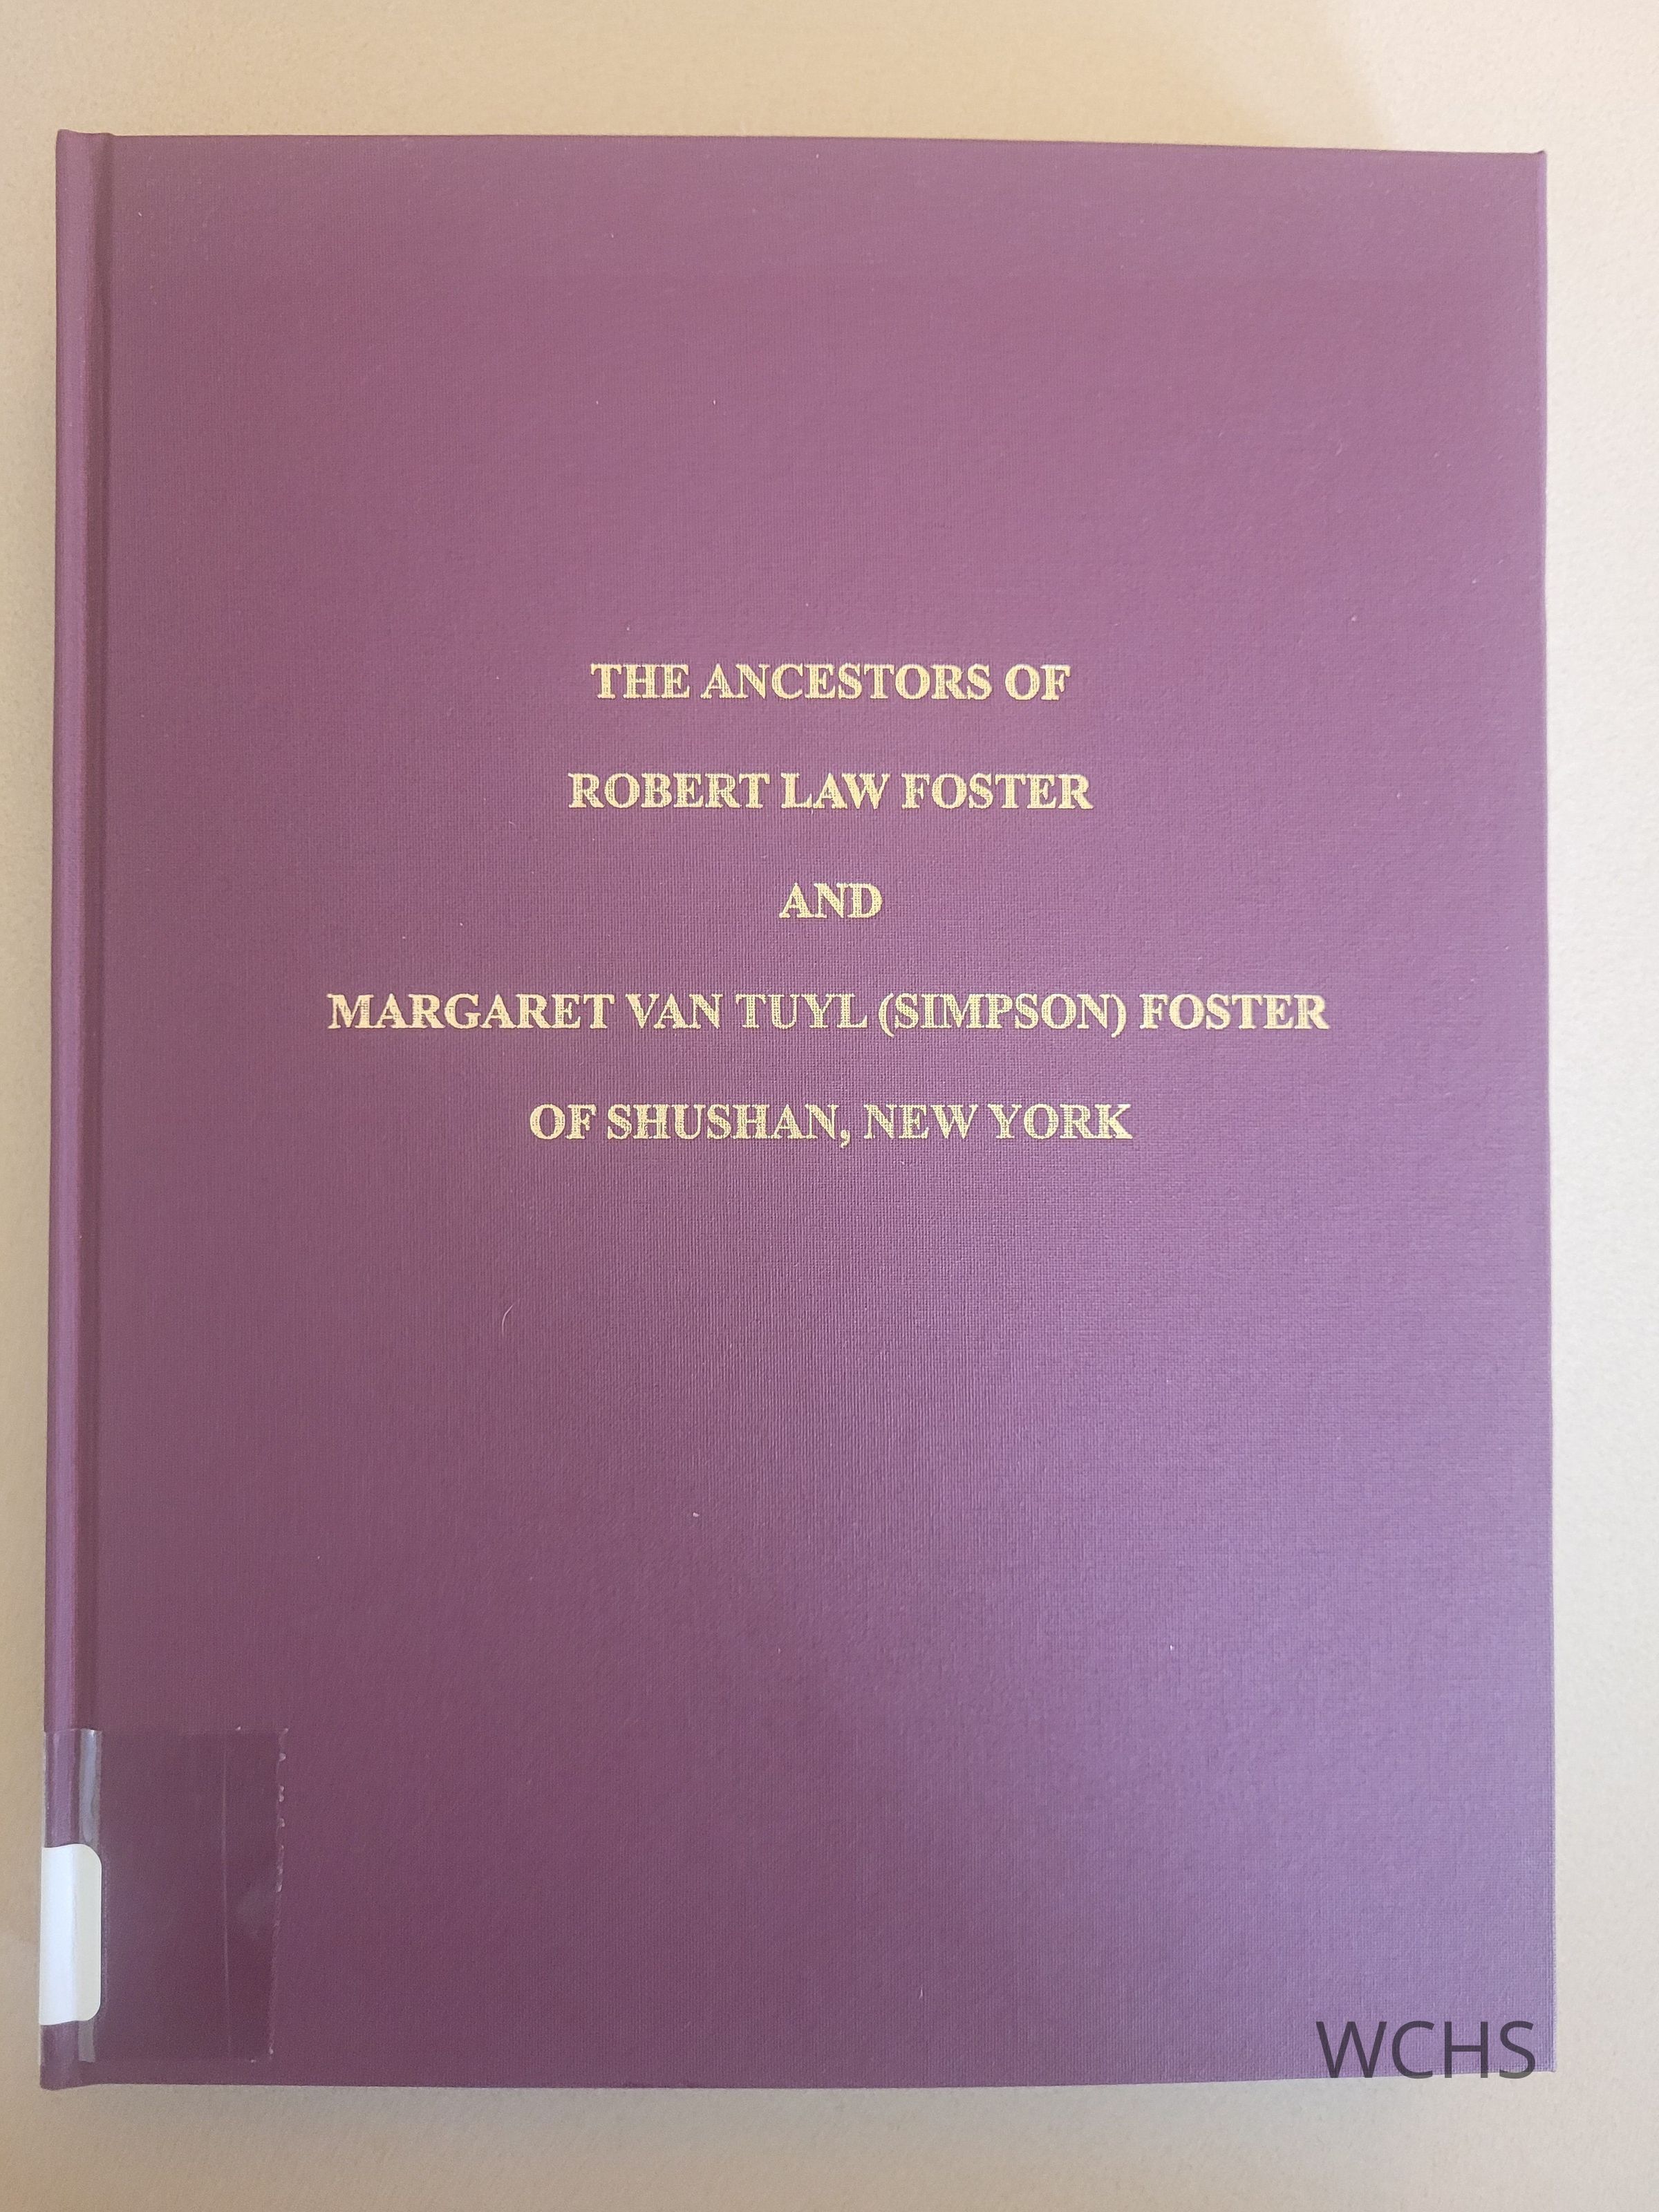 THE ANCESTORS OF
ROBERT LAW FOSTER
AND
MARGARET VAN TUYL (SIMPSON) FOSTER
OF SHUSHAN, NEW YORK
WCHS